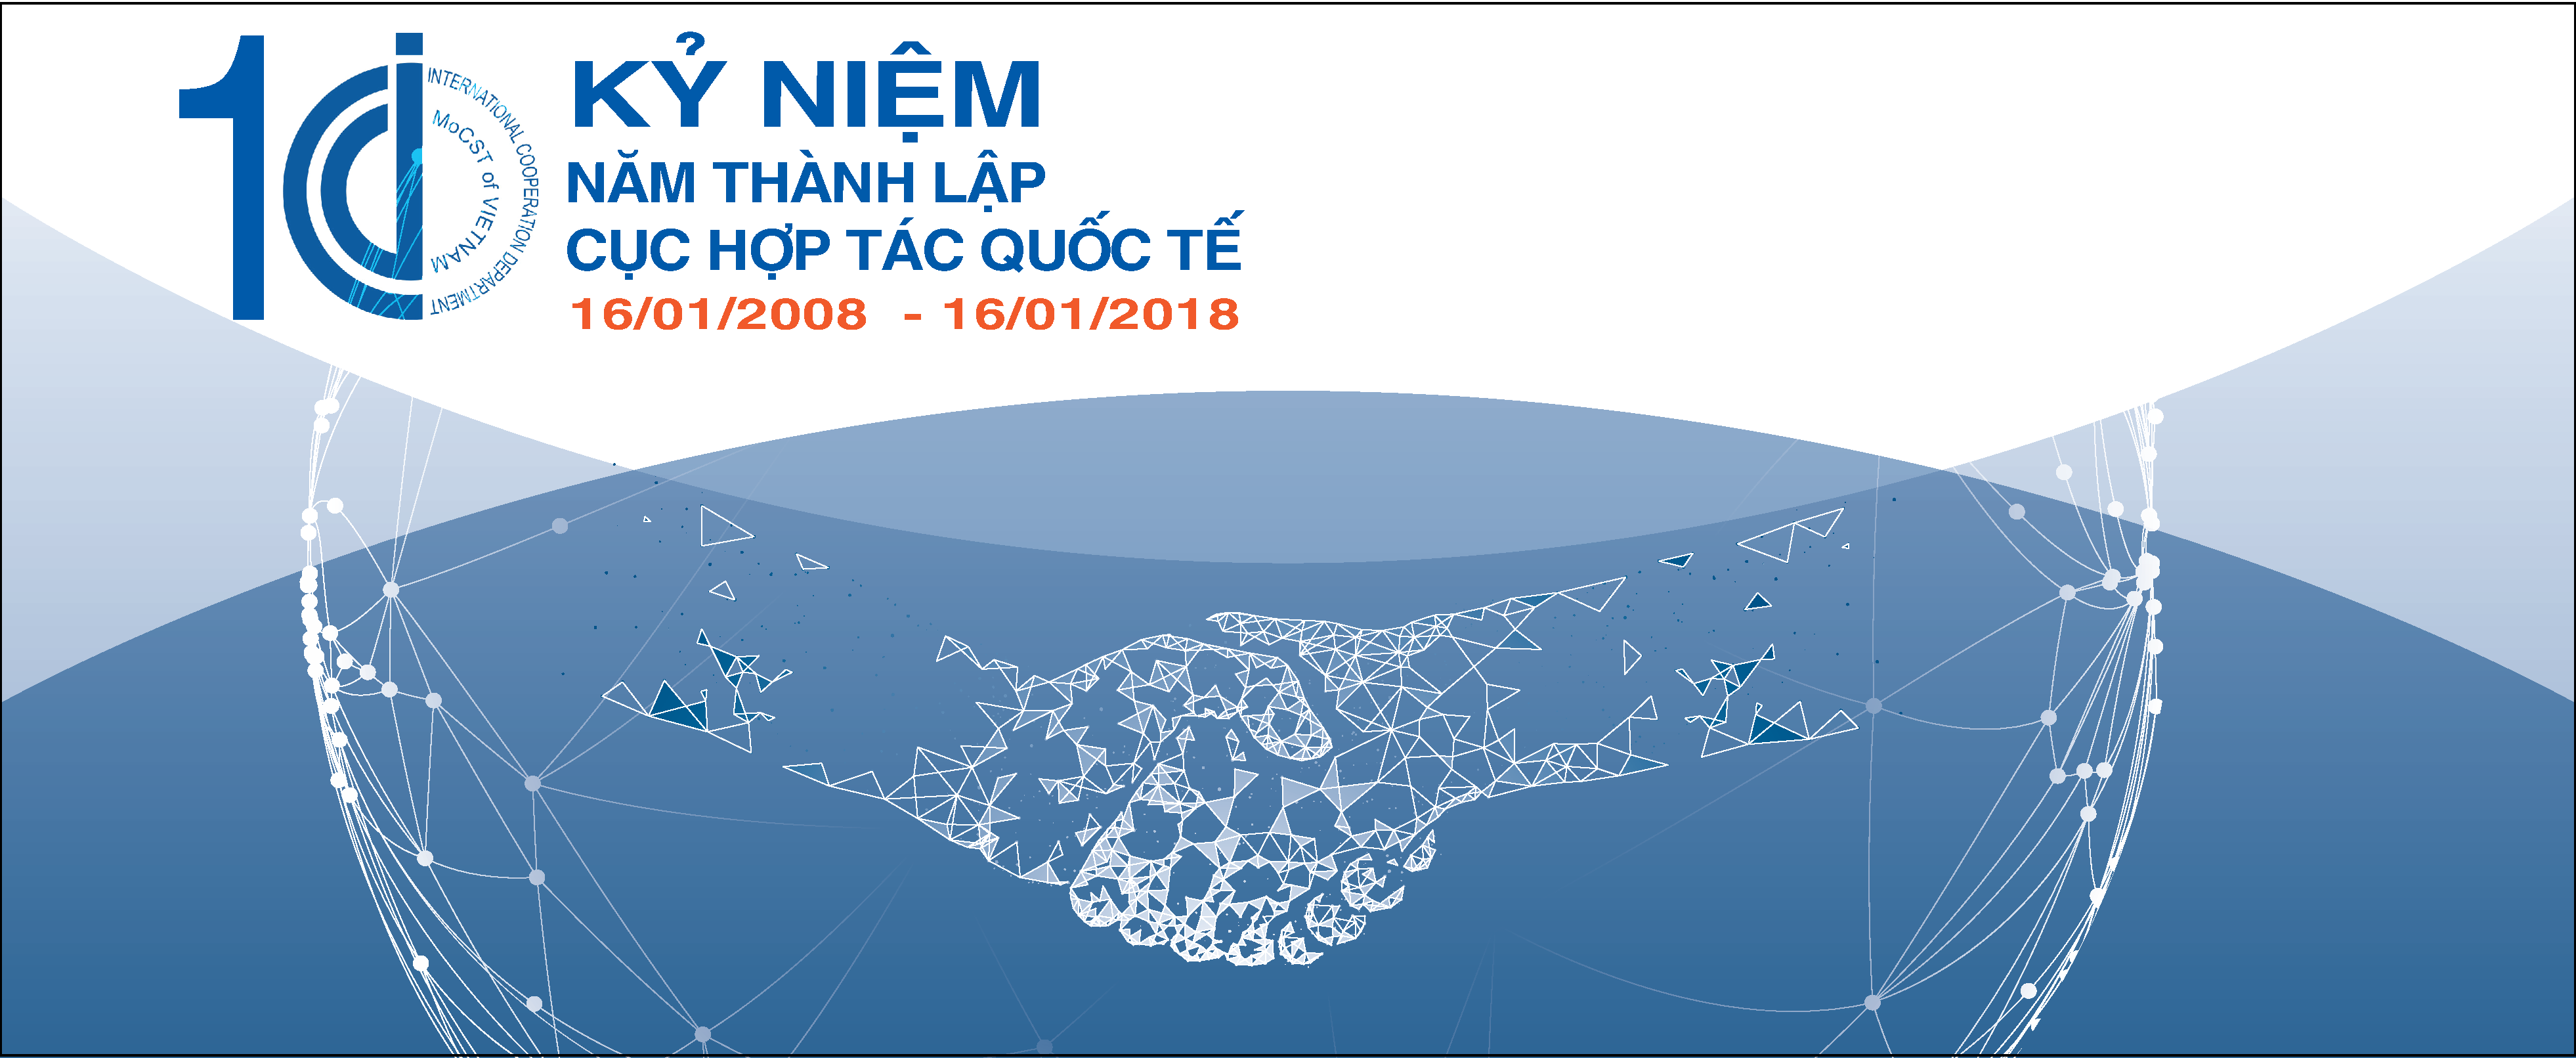 10
INTERNATIONAL COOPERATION DEPARTMENT
MoCST of VIETNAM
KỶ NIỆM
NĂM THÀNH LẬP
CỤC HỢP TÁC QUỐC TẾ
16/01/2008 - 16/01/2018